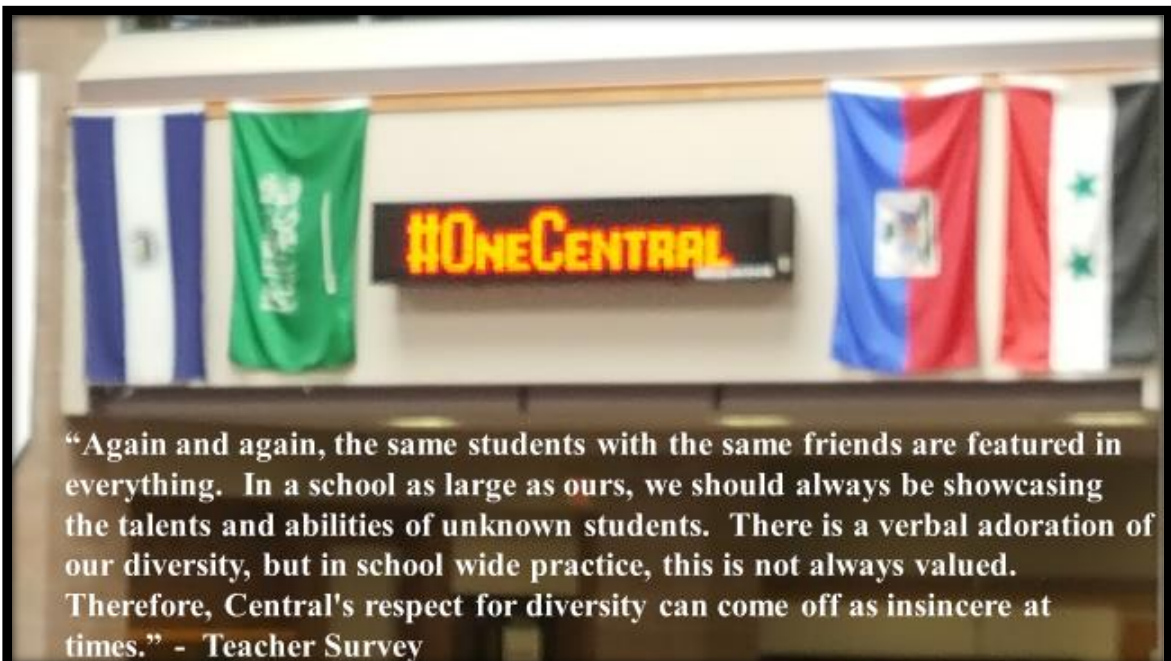 #ONECENTRAL
“Again and again, the same students with the same friends are featured in
everything.  In a school as large as ours, we should always be showcasing
the talents and abilities of unknown students.  There is a verbal adoration of
our diversity, but in school wide practice, this is not always valued.
Therefore, Central's respect for diversity can come off as insincere at
times.” -  Teacher Survey